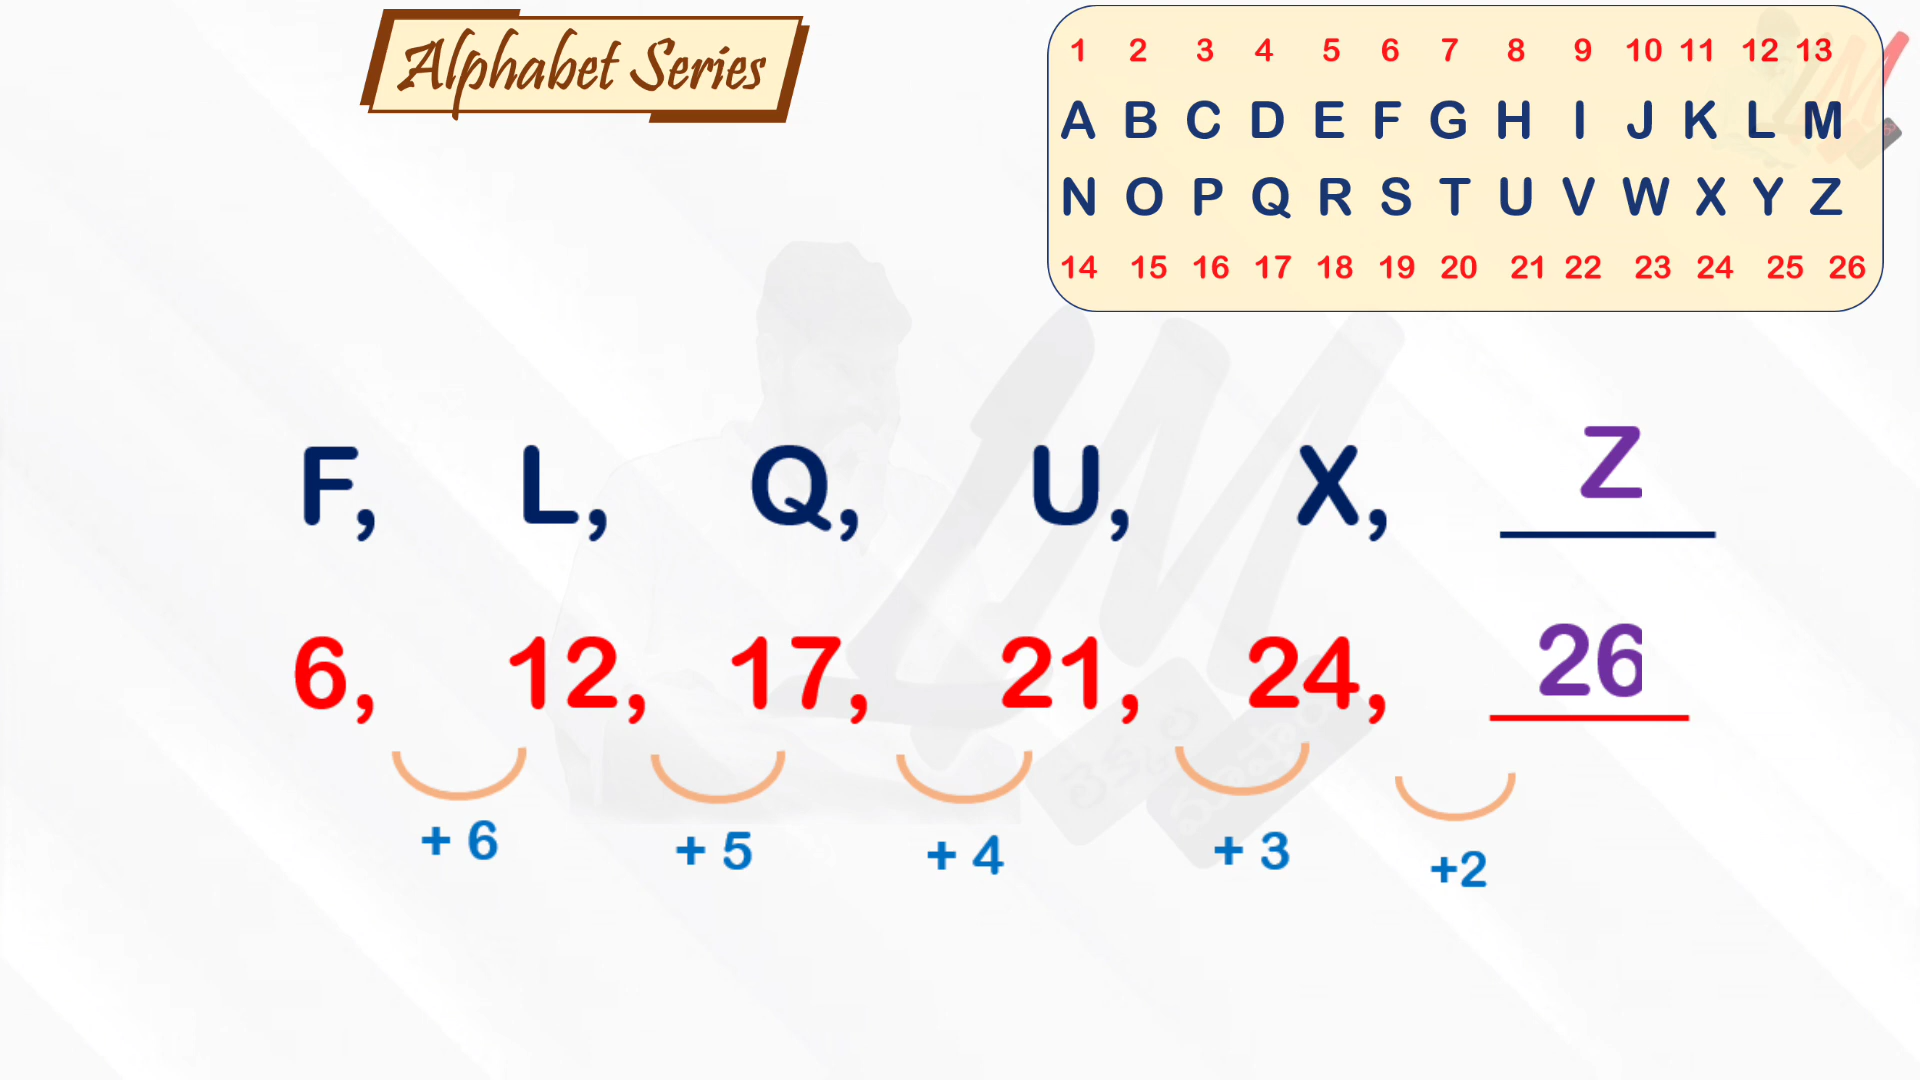 Alphabet Series
1 2 3 4 5 6 7 8 9 10 11 12 13
A B C D E F G H I J K L M
N O P Q R S T U V W X Y Z
14 15 16 17 18 19 20 21 22 23 24 25 26
F, L, Q, U, X, Z
6, 12, 17, 21, 24, 26
+ 6 + 5 + 4 + 3 +2